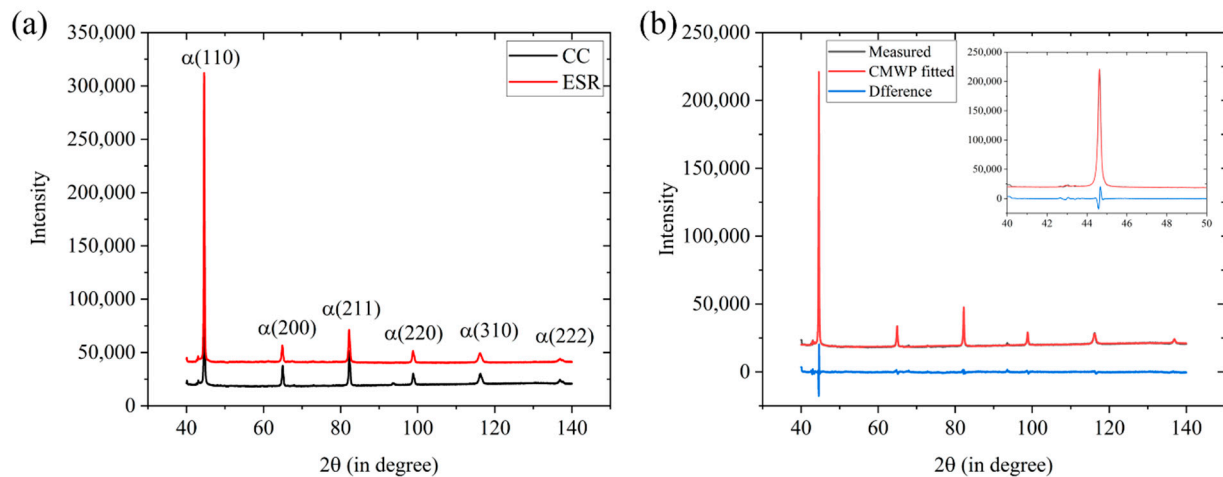 (a)
350,000
300,000
250,000
200,000
150,000
100,000
50,000
0
Intensity
α(110)
α(200)
α(211)
α(220)
α(310)
α(222)
CC
ESR
40 60 80 100 120 140
2θ (in degree)
(b)
250,000
200,000
150,000
100,000
50,000
0
Intensity
Measured
CMWP fitted
Dfference
250,000
200,000
150,000
100,000
50,000
0
40 42 44 46 48 50
40 60 80 100 120 140
2θ (in degree)